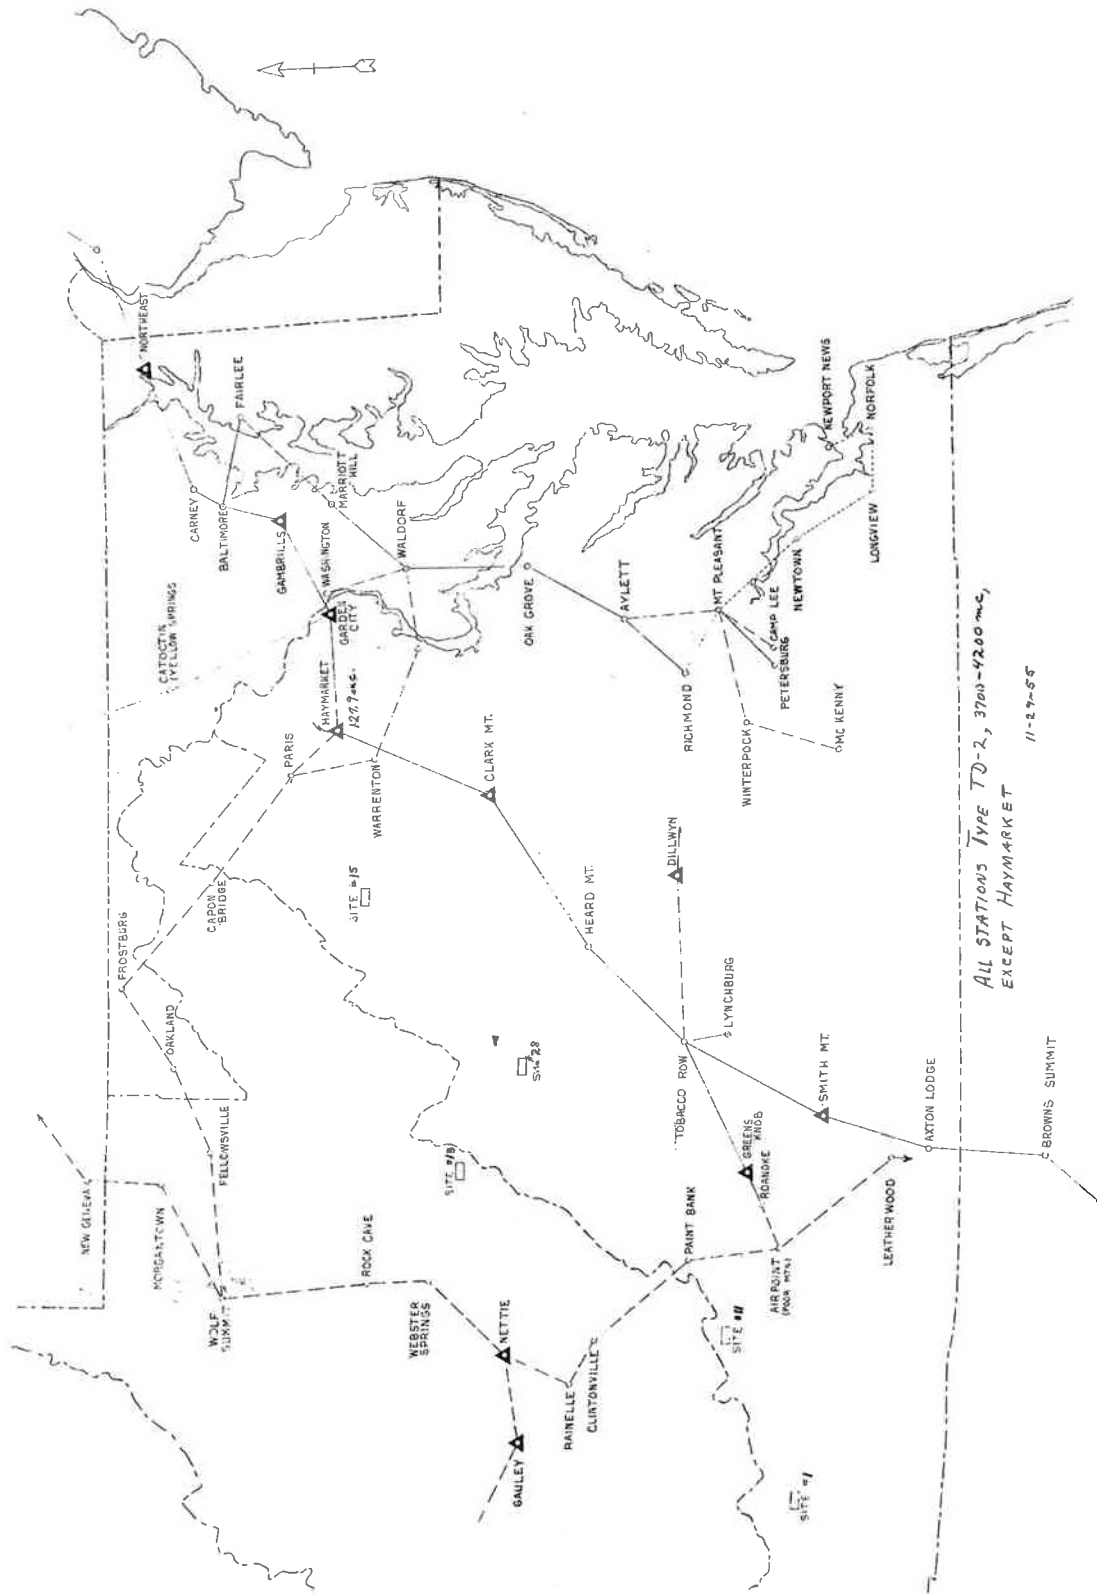 NORTHEAST
FAIRLEE
CARNEY
BALTIMORE
GAMBRILLS
MARRIOTT
HILL
WASHINGTON
WALDORF
CATOCTIN
(YELLOW SPRINGS)
GARDEN
CITY
HAYMARKET
127.9 mc.
PARIS
WARRENTON
CLARK MT.
OAK GROVE
AYLETT
RICHMOND
MT PLEASANT
CAMP LEE
PETERSBURG
NEWTOWN
LONGVIEW
NEWPORT NEWS
NORFOLK
WINTERPOCK
MC KENNY
FROSTBURG
CAPON
BRIDGE
OAKLAND
SITE #15
HEARD MT.
DILLWYN
LYNCHBURG
TOBACCO ROW
SITE #28
SITE #18
NEW GENEVA
MORGANTOWN
FELLOWSVILLE
WOLF
SUMMIT
ROCK CAVE
WEBSTER
SPRINGS
NETTIE
GAULEY
RAINELLE
CLINTONVILLE
PAINT BANK
GREENS
KNOB
ROANOKE
AIRPOINT
(POOR MTN)
SMITH MT.
AXTON LODGE
LEATHERWOOD
BROWNS SUMMIT
SITE #11
SITE #1
ALL STATIONS TYPE TD-2, 3700-4200 mc,
EXCEPT HAYMARKET
11-29-55